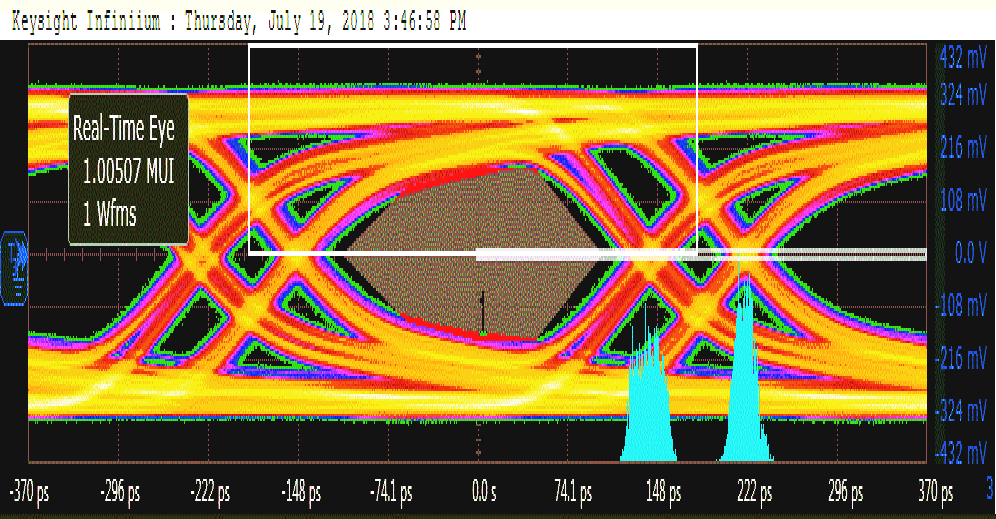 Keysight Infiniium : Thursday, July 19, 2018 3:46:58 PM
432 mV
324 mV
Real-Time Eye
216 mV
1.00507 MUI
108 mV
1 Wfms
0.0 V
-108 mV
-216 mV
-324 mV
-432 mV
-370 ps -296 ps -222 ps -148 ps -74.1 ps 0.0 s 74.1 ps 148 ps 222 ps 296 ps 370 ps 3